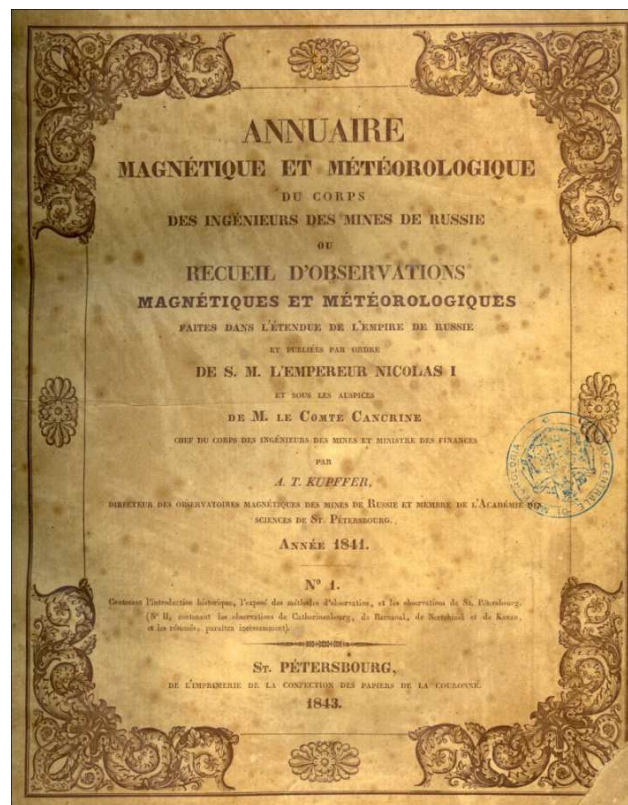 ANNUAIRE
MAGNÉTIQUE ET MÉTÉOROLOGIQUE
DU CORPS
DES INGÉNIEURS DES MINES DE RUSSIE
OU
RECUEIL D'OBSERVATIONS
MAGNÉTIQUES ET MÉTÉOROLOGIQUES
FAITES DANS L'ÉTENDUE DE L'EMPIRE DE RUSSIE
ET PUBLIÉES PAR ORDRE
DE S. M. L'EMPEREUR NICOLAS I
ET SOUS LES AUSPICES
DE M. LE COMTE CANCRINE
CHEF DU CORPS DES INGÉNIEURS DES MINES ET MINISTRE DES FINANCES
PAR
A. T. KUPFFER,
DIRECTEUR DES OBSERVATOIRES MAGNÉTIQUES DES MINES DE RUSSIE ET MEMBRE DE L'ACADÉMIE
SCIENCES DE ST. PÉTERSBOURG.
ANNÉE 1841.
N° 1.
Contenant l'introduction historique, l'exposé des méthodes d'observation, et les observations de St. Pétersbourg.
(N° II, contenant les observations de Catherinenbourg, de Barnaoul, de Nertchinsk et de Kazan,
et les résumés, paraîtra incessamment).
ST. PÉTERSBOURG,
DE L'IMPRIMERIE DE LA CONFECTION DES PAPIERS DE LA COURONNE.
1843.